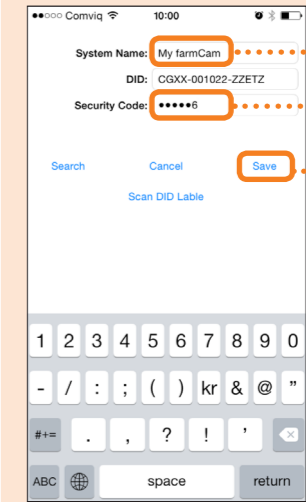 Comviq 10:00
System Name: My farmCam
DID: CGXX-001022-ZZETZ
Security Code: •••••6
Search Cancel Save
Scan DID Lable
1 2 3 4 5 6 7 8 9 0
- / : ; ( ) kr & @ "
#+= . , ? ! '
ABC space return